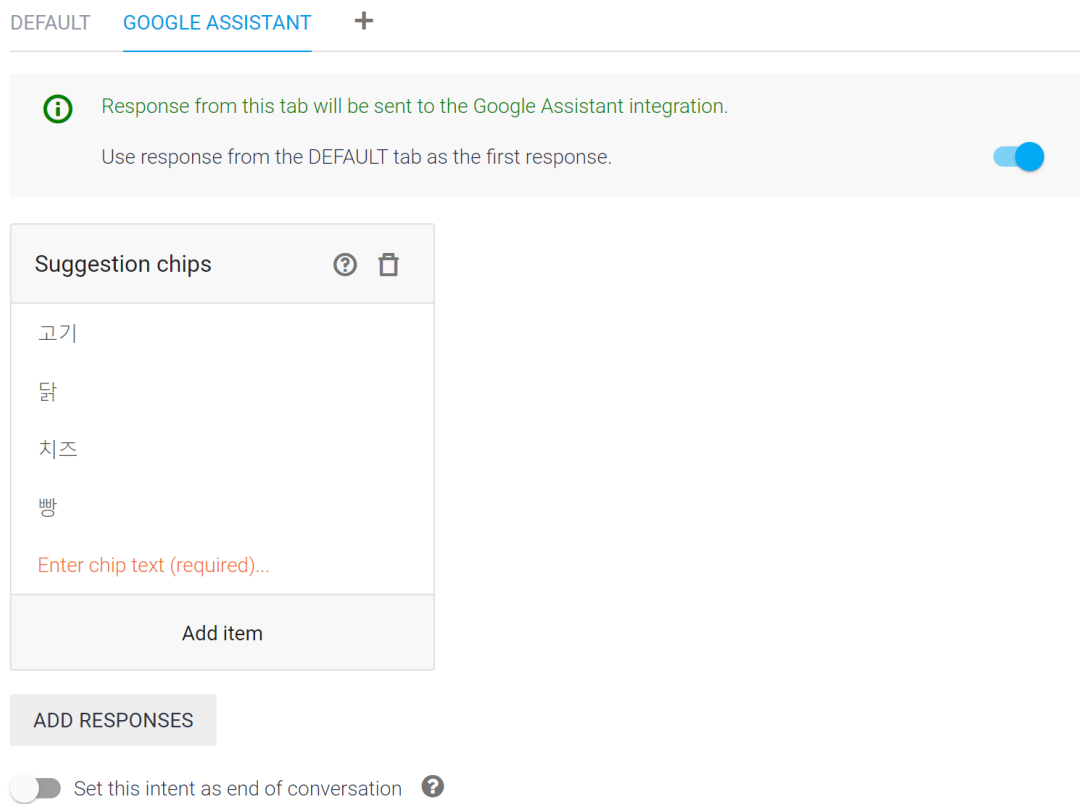 DEFAULT GOOGLE ASSISTANT +
Response from this tab will be sent to the Google Assistant integration.
Use response from the DEFAULT tab as the first response.
Suggestion chips
고기
닭
치즈
빵
Enter chip text (required)...
Add item
ADD RESPONSES
Set this intent as end of conversation